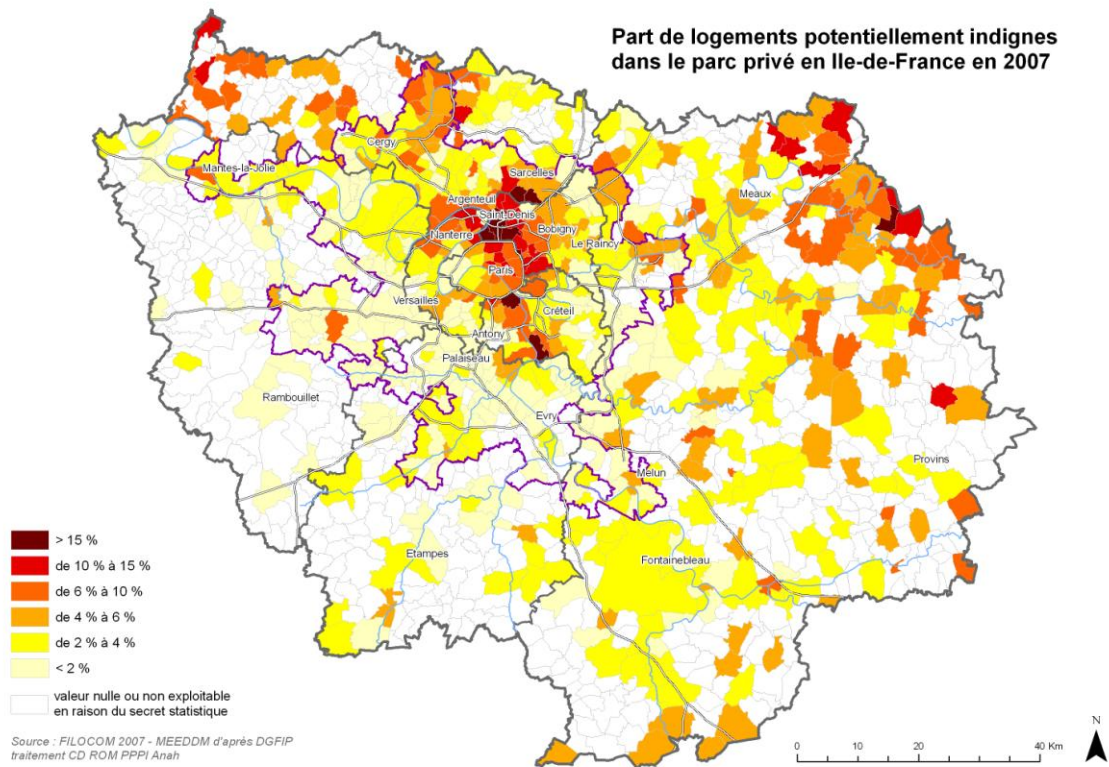 Part de logements potentiellement indignes
dans le parc privé en Ile-de-France en 2007
Cergy
Mantes-la-Jolie
Sarcelles
Argenteuil
Saint-Denis
Meaux
Nanterre
Bobigny
Le Raincy
Paris
Versailles
Créteil
Antony
Palaiseau
Rambouillet
Evry
Provins
Melun
Etampes
Fontainebleau
> 15 %
de 10 % à 15 %
de 6 % à 10 %
de 4 % à 6 %
de 2 % à 4 %
< 2 %
valeur nulle ou non exploitable
en raison du secret statistique
Source : FILOCOM 2007 - MEEDDM d'après DGFIP
traitement CD ROM PPPI Anah
N
0 10 20 40 Km